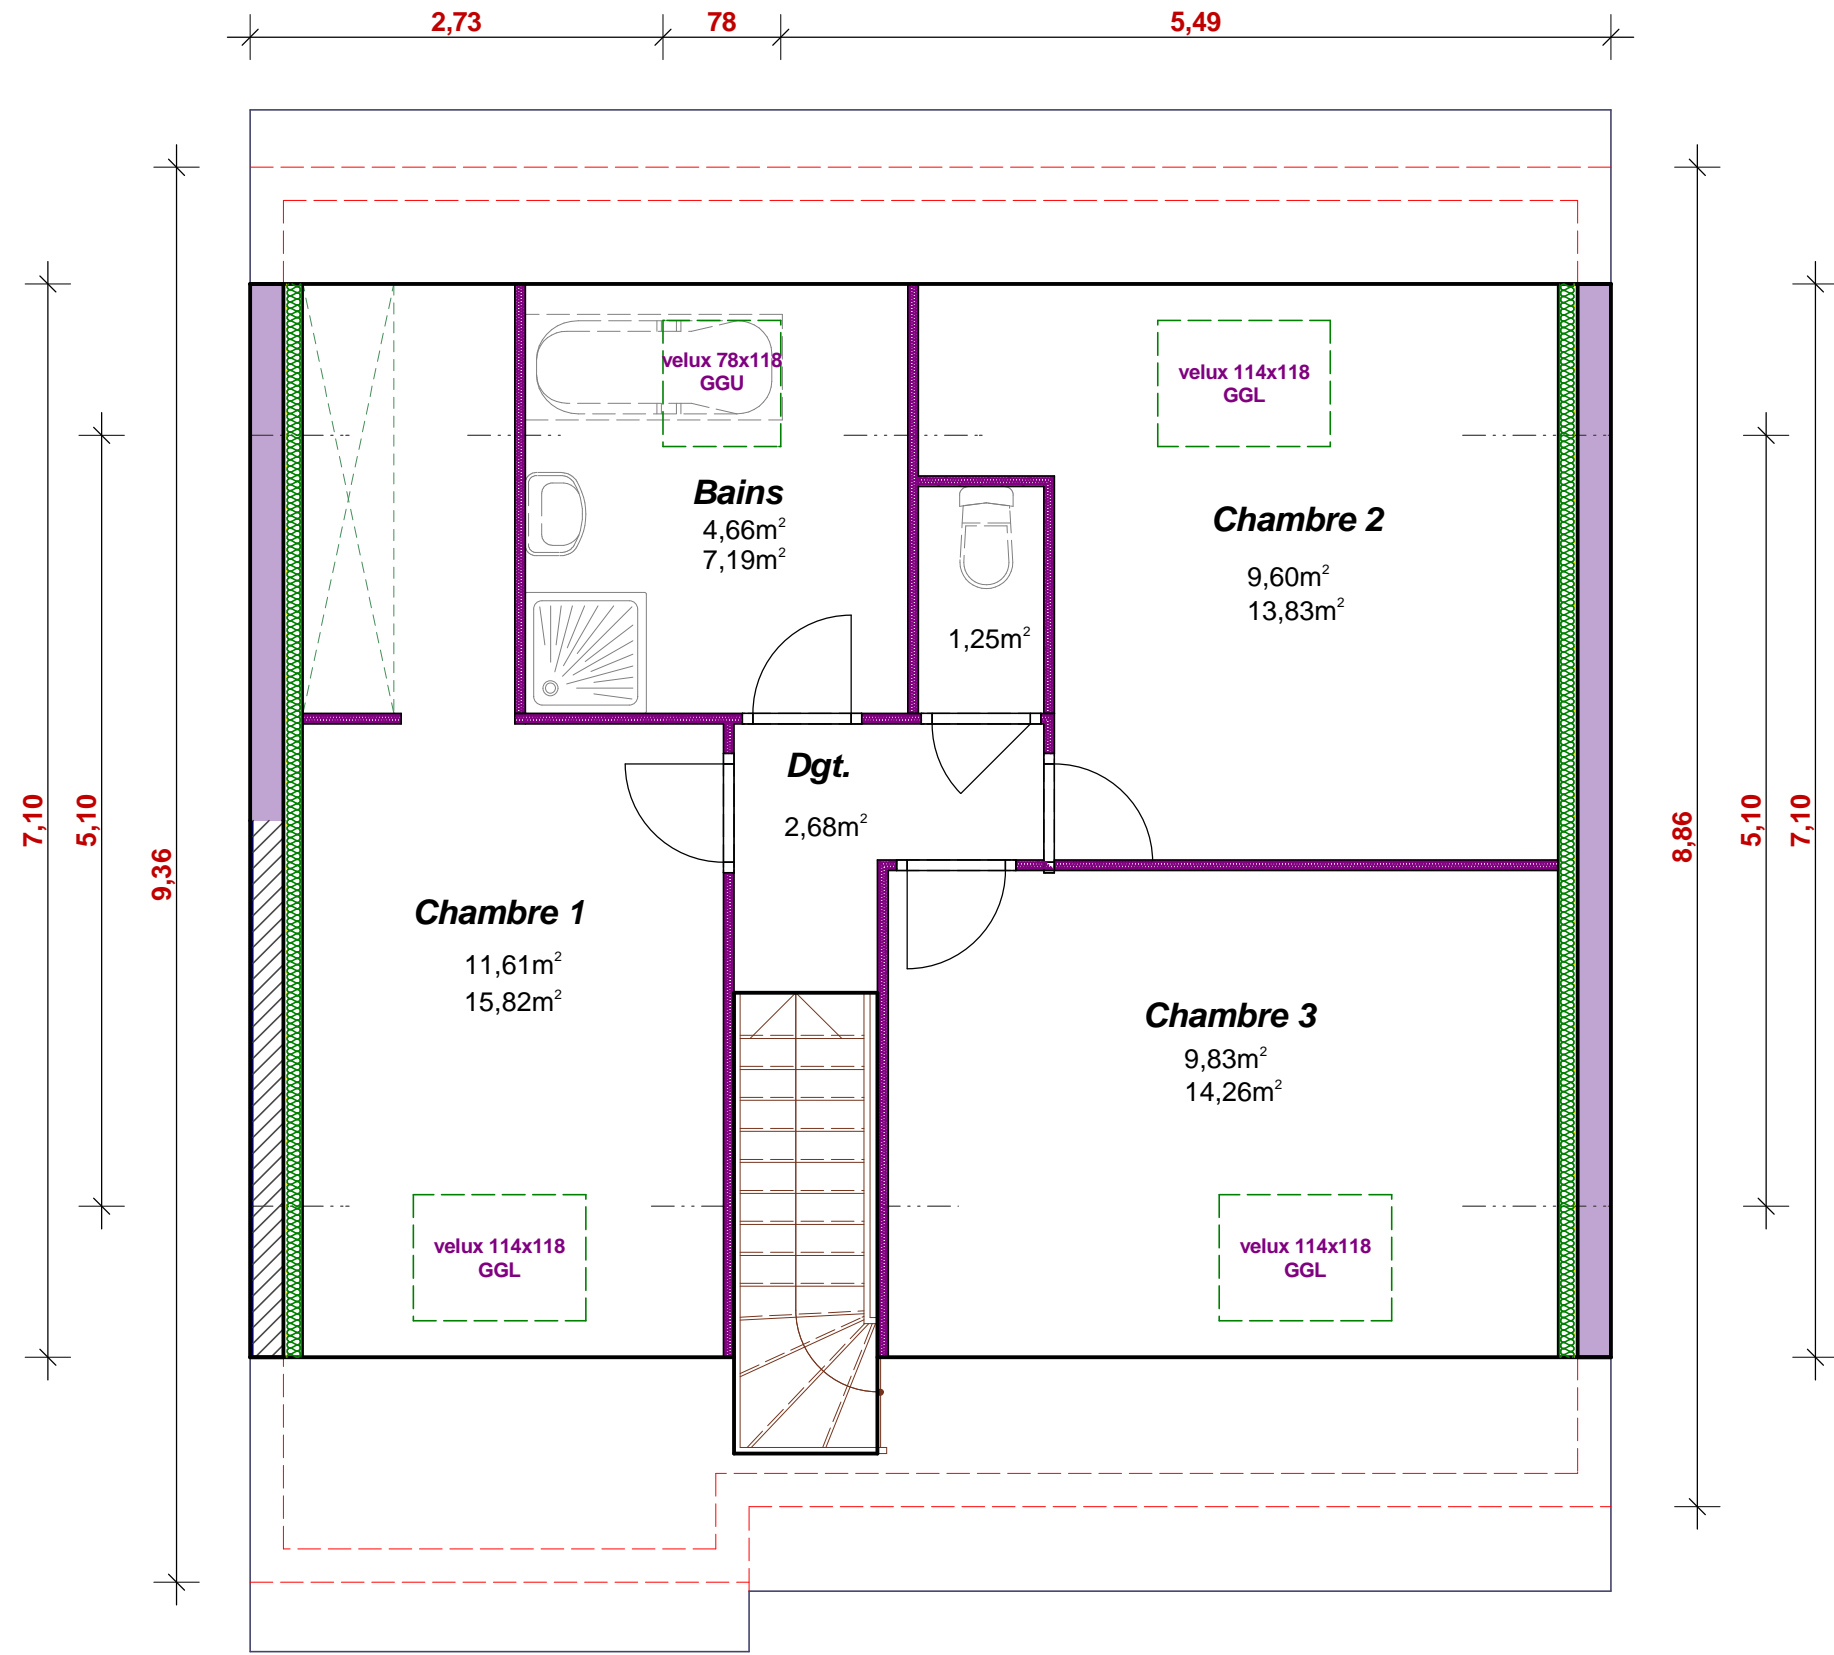 2,73
78
5,49
velux 78x118
GGU
velux 114x118
GGL
Bains
4,66m²
7,19m²
Chambre 2
9,60m²
13,83m²
1,25m²
Dgt.
2,68m²
7,10
5,10
9,36
8,86
5,10
7,10
Chambre 1
11,61m²
15,82m²
Chambre 3
9,83m²
14,26m²
velux 114x118
GGL
velux 114x118
GGL